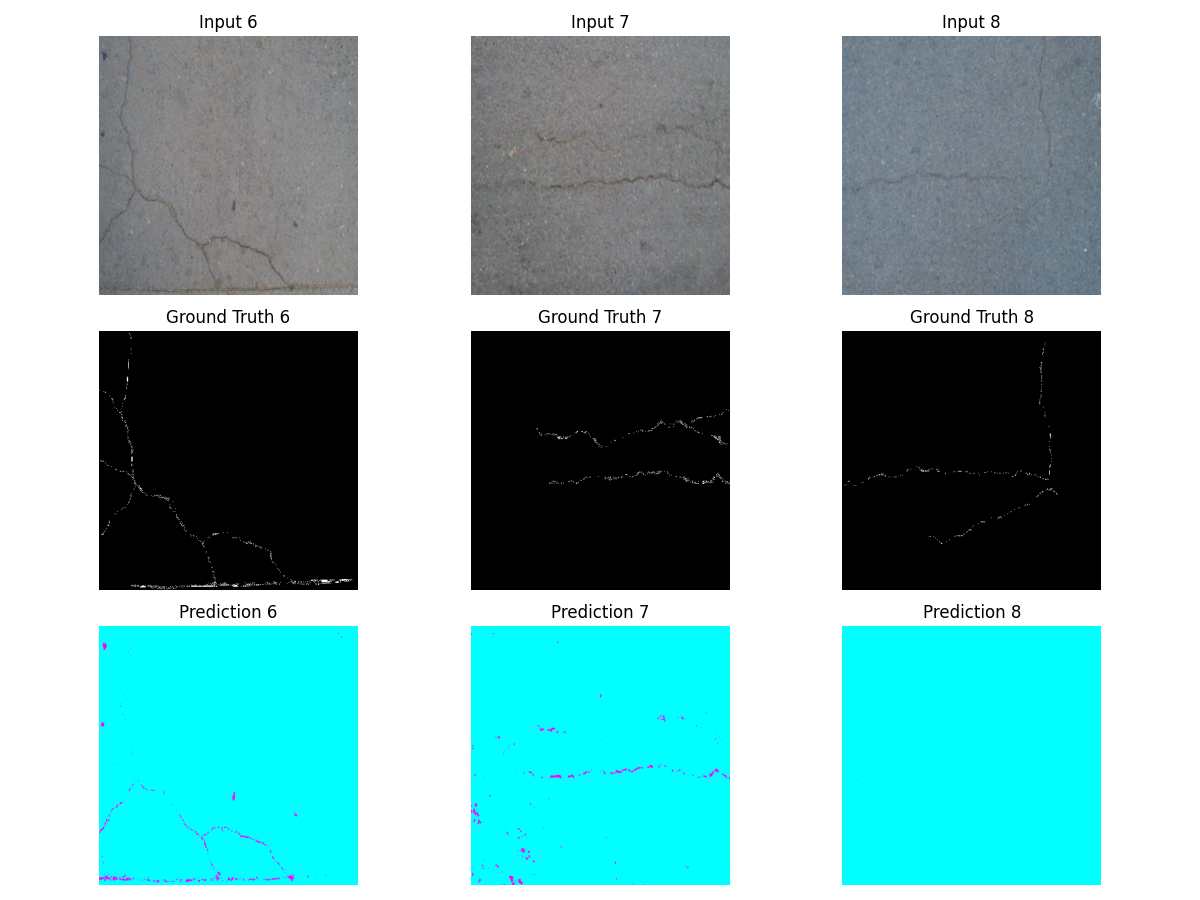 Input 6
Input 7
Input 8
Ground Truth 6
Ground Truth 7
Ground Truth 8
Prediction 6
Prediction 7
Prediction 8